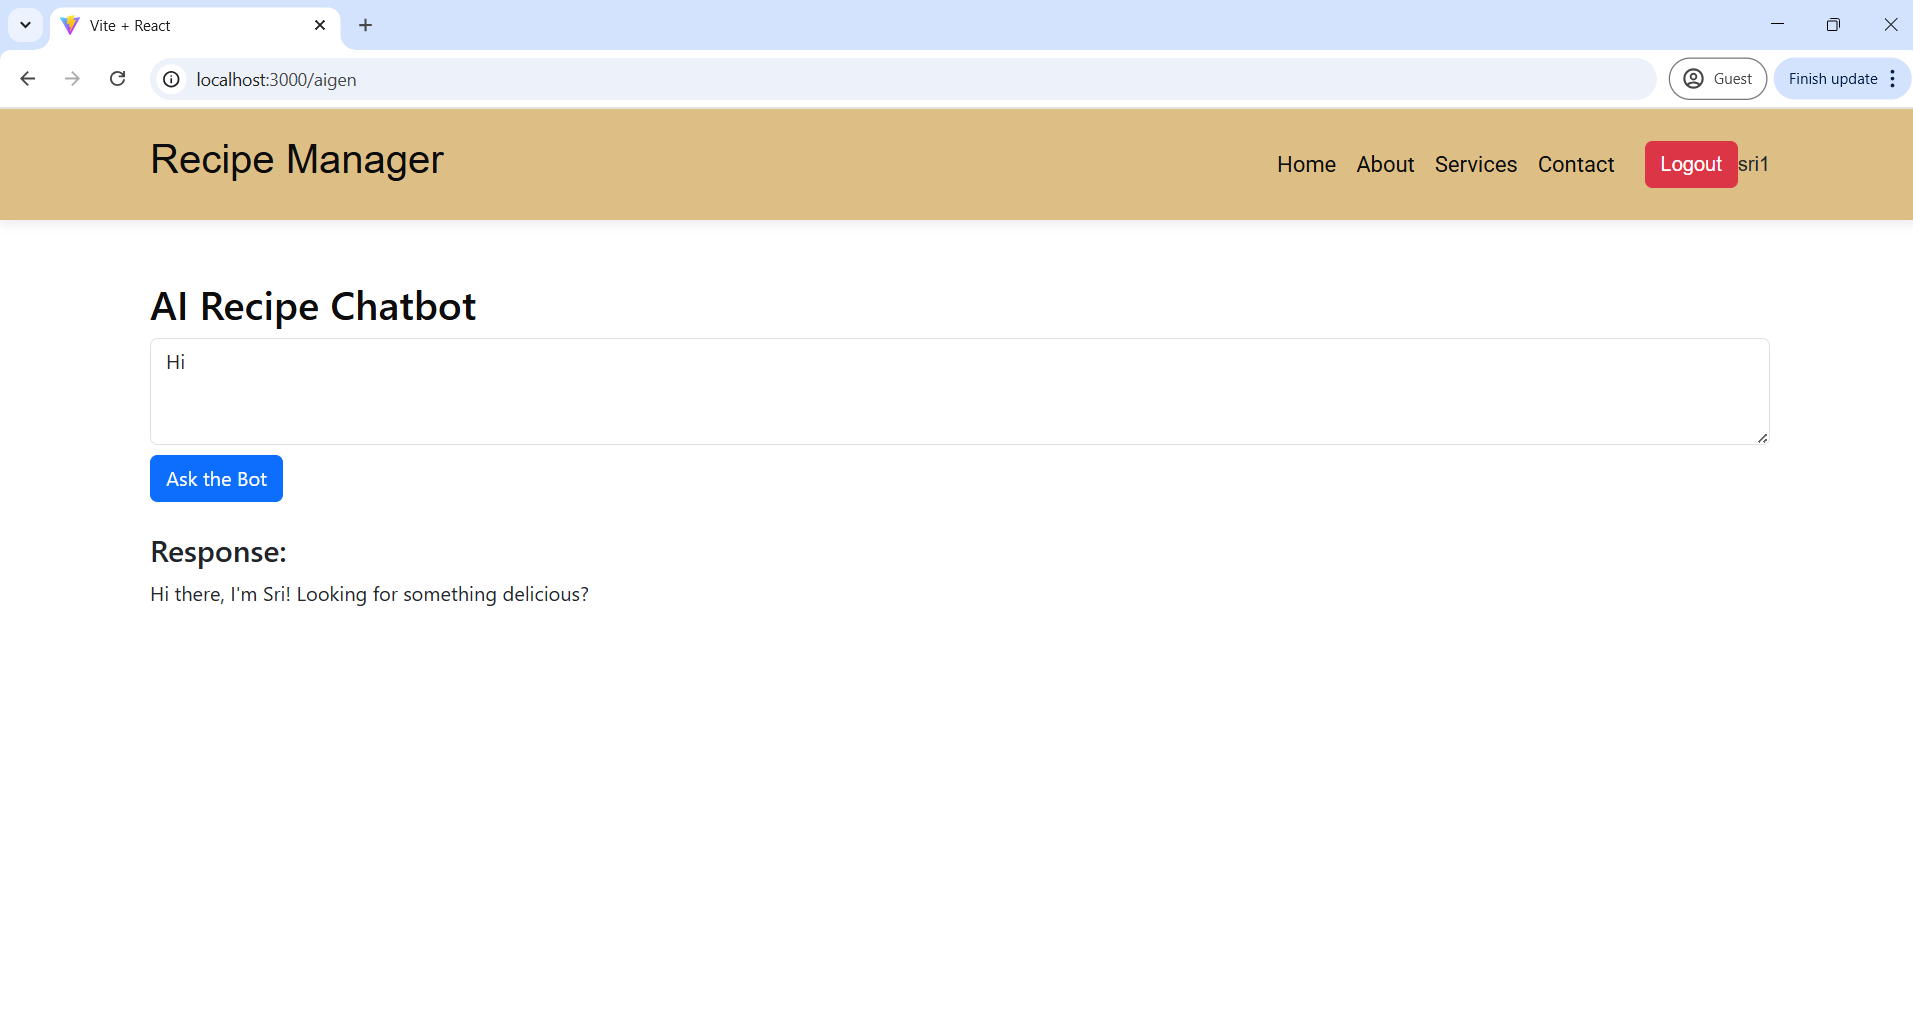 Vite + React
localhost:3000/aigen
Guest
Finish update
Recipe Manager
Home About Services Contact Logout sri1
AI Recipe Chatbot
Hi
Ask the Bot
Response:
Hi there, I'm Sri! Looking for something delicious?